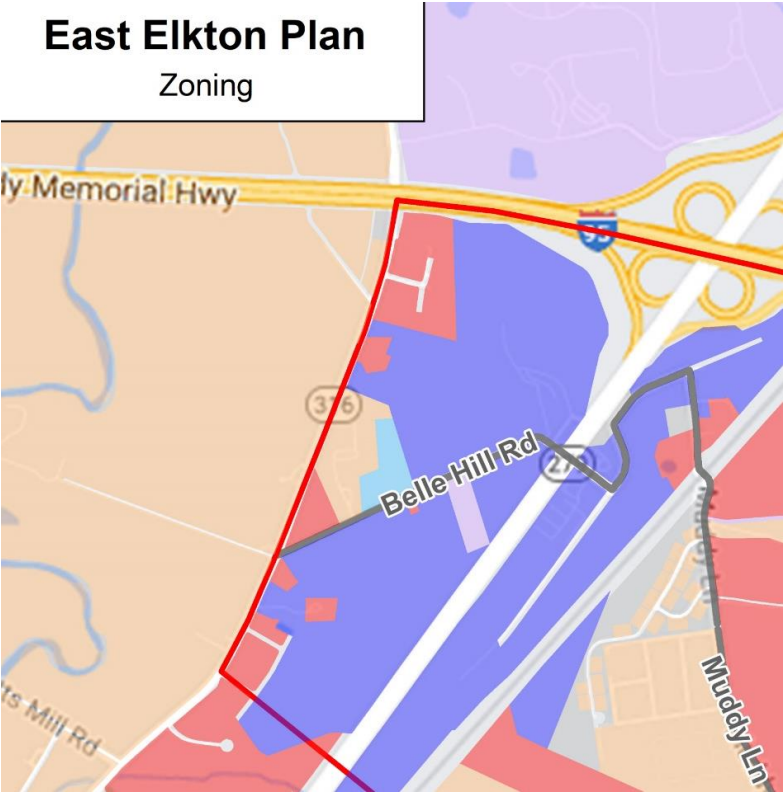 East Elkton Plan
Zoning
dy Memorial Hwy
95
316
Belle Hill Rd
279
Muddy Ln
Muddy Ln
ts Mill Rd